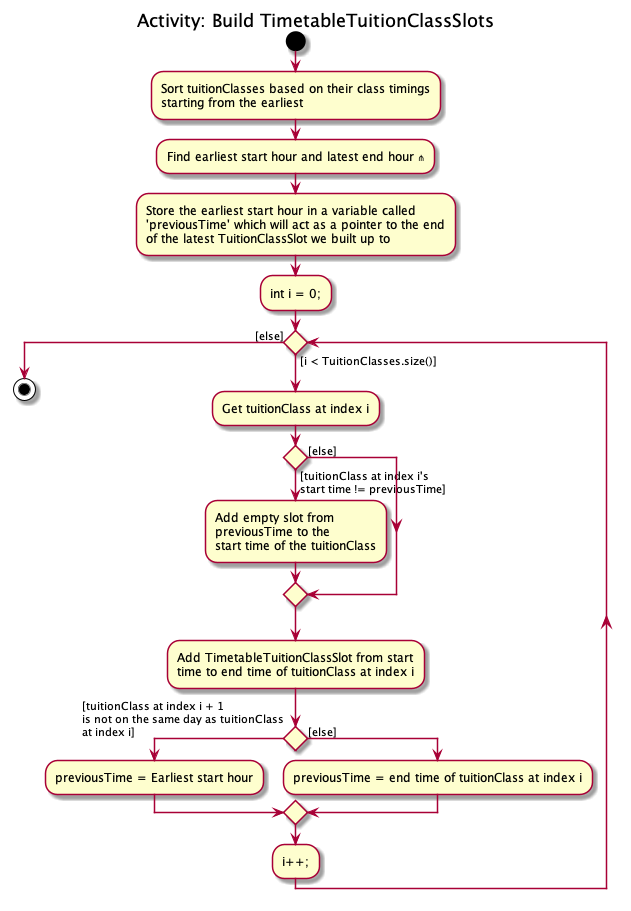 Activity: Build TimetableTuitionClassSlots
Sort tuitionClasses based on their class timings
starting from the earliest
Find earliest start hour and latest end hour ⋔
Store the earliest start hour in a variable called
'previousTime' which will act as a pointer to the end
of the latest TuitionClassSlot we built up to
int i = 0;
[else]
[i < TuitionClasses.size()]
Get tuitionClass at index i
[else]
[tuitionClass at index i's
start time != previousTime]
Add empty slot from
previousTime to the
start time of the tuitionClass
Add TimetableTuitionClassSlot from start
time to end time of tuitionClass at index i
[tuitionClass at index i + 1
is not on the same day as tuitionClass
at index i]
[else]
previousTime = Earliest start hour
previousTime = end time of tuitionClass at index i
i++;